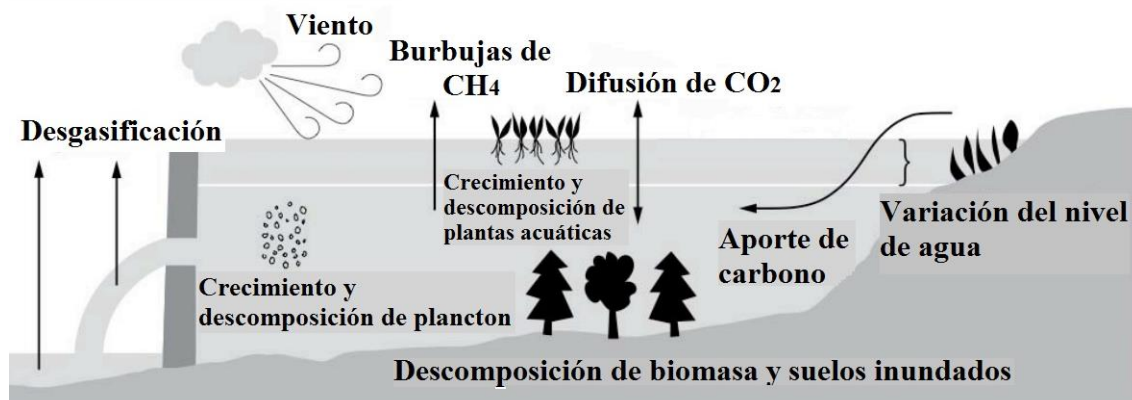 Viento
Burbujas de
CH4
Difusión de CO2
Desgasificación
Crecimiento y
descomposición de
plantas acuáticas
Aporte de
carbono
Variación del nivel
de agua
Crecimiento y
descomposición de plancton
Descomposición de biomasa y suelos inundados